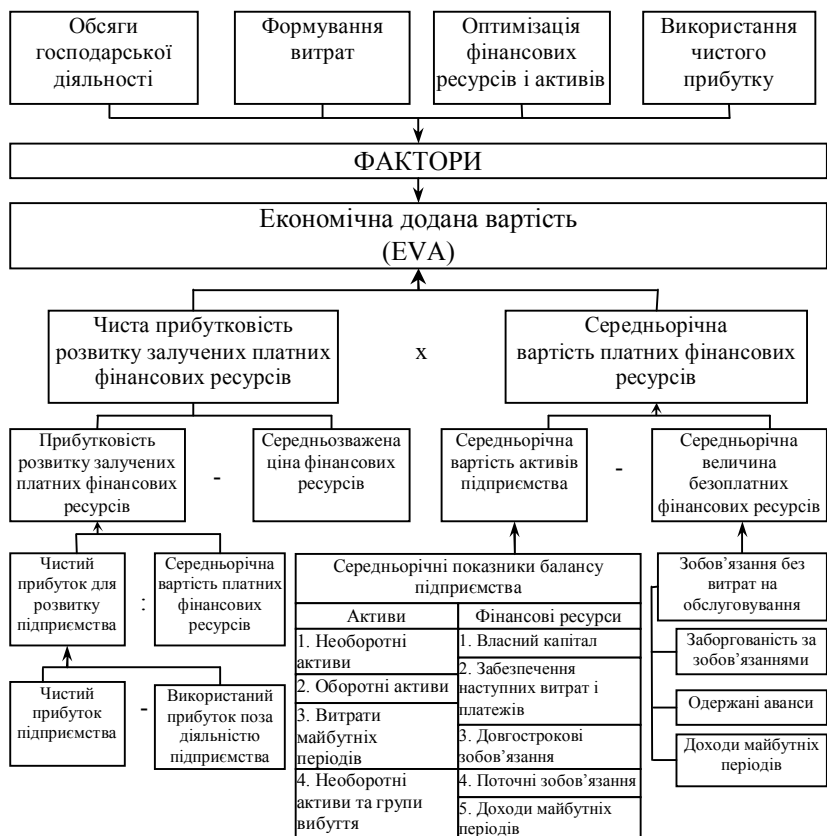 Обсяги
господарської
діяльності
Формування
витрат
Оптимізація
фінансових
ресурсів і активів
Використання
чистого
прибутку
ФАКТОРИ
Економічна додана вартість
(EVA)
Чиста прибутковість
розвитку залучених платних
фінансових ресурсів
х
Середньорічна
вартість платних фінансових
ресурсів
Прибутковість
розвитку залучених
платних фінансових
ресурсів
-
Середньозважена
ціна фінансових
ресурсів
Середньорічна
вартість активів
підприємства
-
Середньорічна
величина
безоплатних
фінансових ресурсів
Чистий
прибуток для
розвитку
підприємства
:
Середньорічна
вартість платних
фінансових
ресурсів
Чистий
прибуток
підприємства
-
Використаний
прибуток поза
діяльністю
підприємства
Середньорічні показники балансу
підприємства
Активи
Фінансові ресурси
1. Необоротні
активи
2. Оборотні активи
3. Витрати
майбутніх
періодів
4. Необоротні
активи та групи
вибуття
1. Власний капітал
2. Забезпечення
наступних витрат і
платежів
3. Довгострокові
зобов’язання
4. Поточні зобов’язання
5. Доходи майбутніх
періодів
Зобов’язання без
витрат на
обслуговування
Заборгованість за
зобов’язаннями
Одержані аванси
Доходи майбутніх
періодів